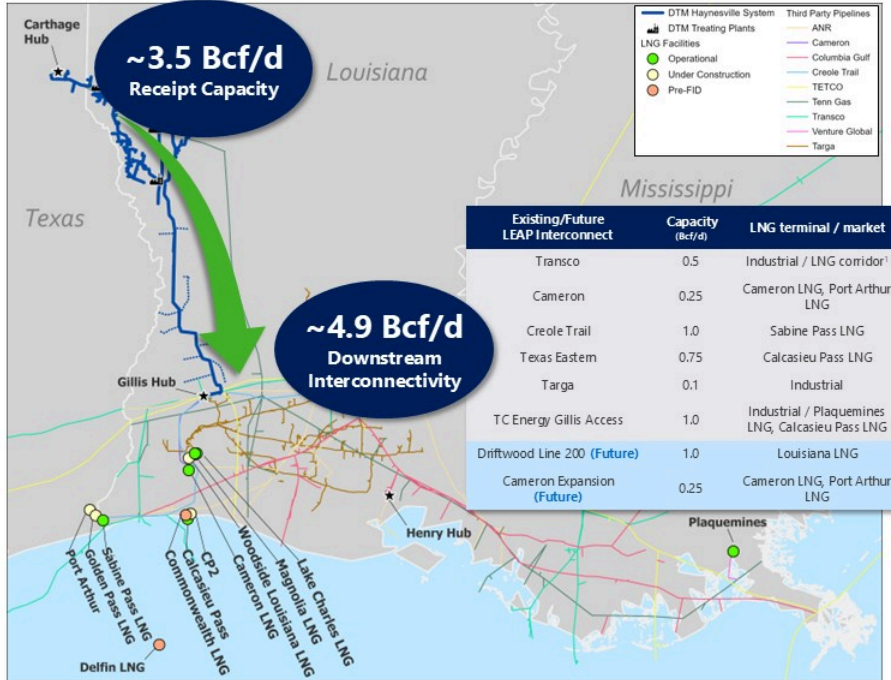 Carthage
Hub
~3.5 Bcf/d
Receipt Capacity
Louisiana
Texas
Mississippi
DTM Haynesville System
DTM Treating Plants
LNG Facilities
Operational
Under Construction
Pre-FID
Third Party Pipelines
ANR
Cameron
Columbia Gulf
Creole Trail
TETCO
Tenn Gas
Transco
Venture Global
Targa
Existing/Future
LEAP Interconnect
Capacity
(Bcf/d)
LNG terminal / market
Transco
0.5
Industrial / LNG corridor¹
Cameron
0.25
Cameron LNG, Port Arthur
LNG
Creole Trail
1.0
Sabine Pass LNG
Texas Eastern
0.75
Calcasieu Pass LNG
Targa
0.1
Industrial
TC Energy Gillis Access
1.0
Industrial / Plaquemines
LNG, Calcasieu Pass LNG
Driftwood Line 200 (Future)
1.0
Louisiana LNG
Cameron Expansion
(Future)
0.25
Cameron LNG, Port Arthur
LNG
~4.9 Bcf/d
Downstream
Interconnectivity
Gillis Hub
Henry Hub
Plaquemines
Port Arthur
Golden Pass LNG
Sabine Pass LNG
Commonwealth LNG
Calcasieu Pass
CP2
Cameron LNG
Woodside Louisiana LNG
Magnolia LNG
Lake Charles LNG
Delfin LNG